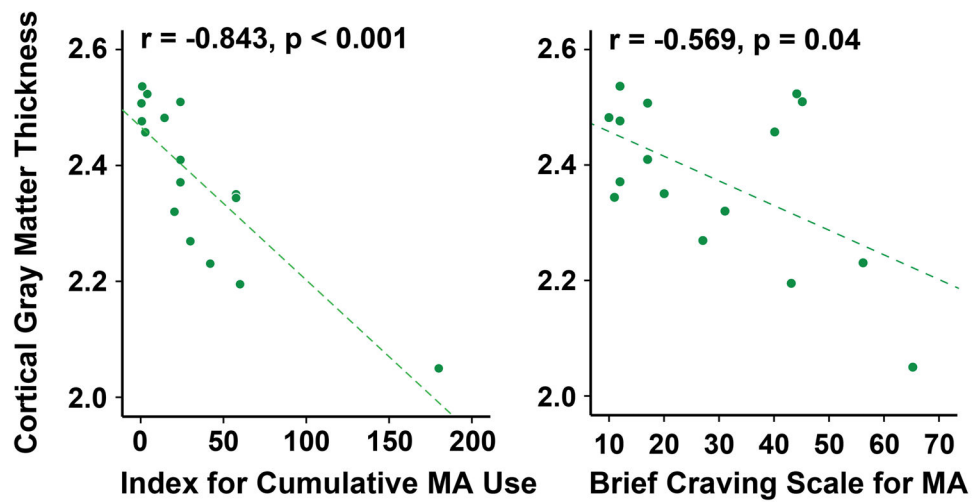 r = -0.843, p < 0.001
r = -0.569, p = 0.04
Cortical Gray Matter Thickness
2.6
2.4
2.2
2.0
0 50 100 150 200
Index for Cumulative MA Use
2.6
2.4
2.2
2.0
10 20 30 40 50 60 70
Brief Craving Scale for MA